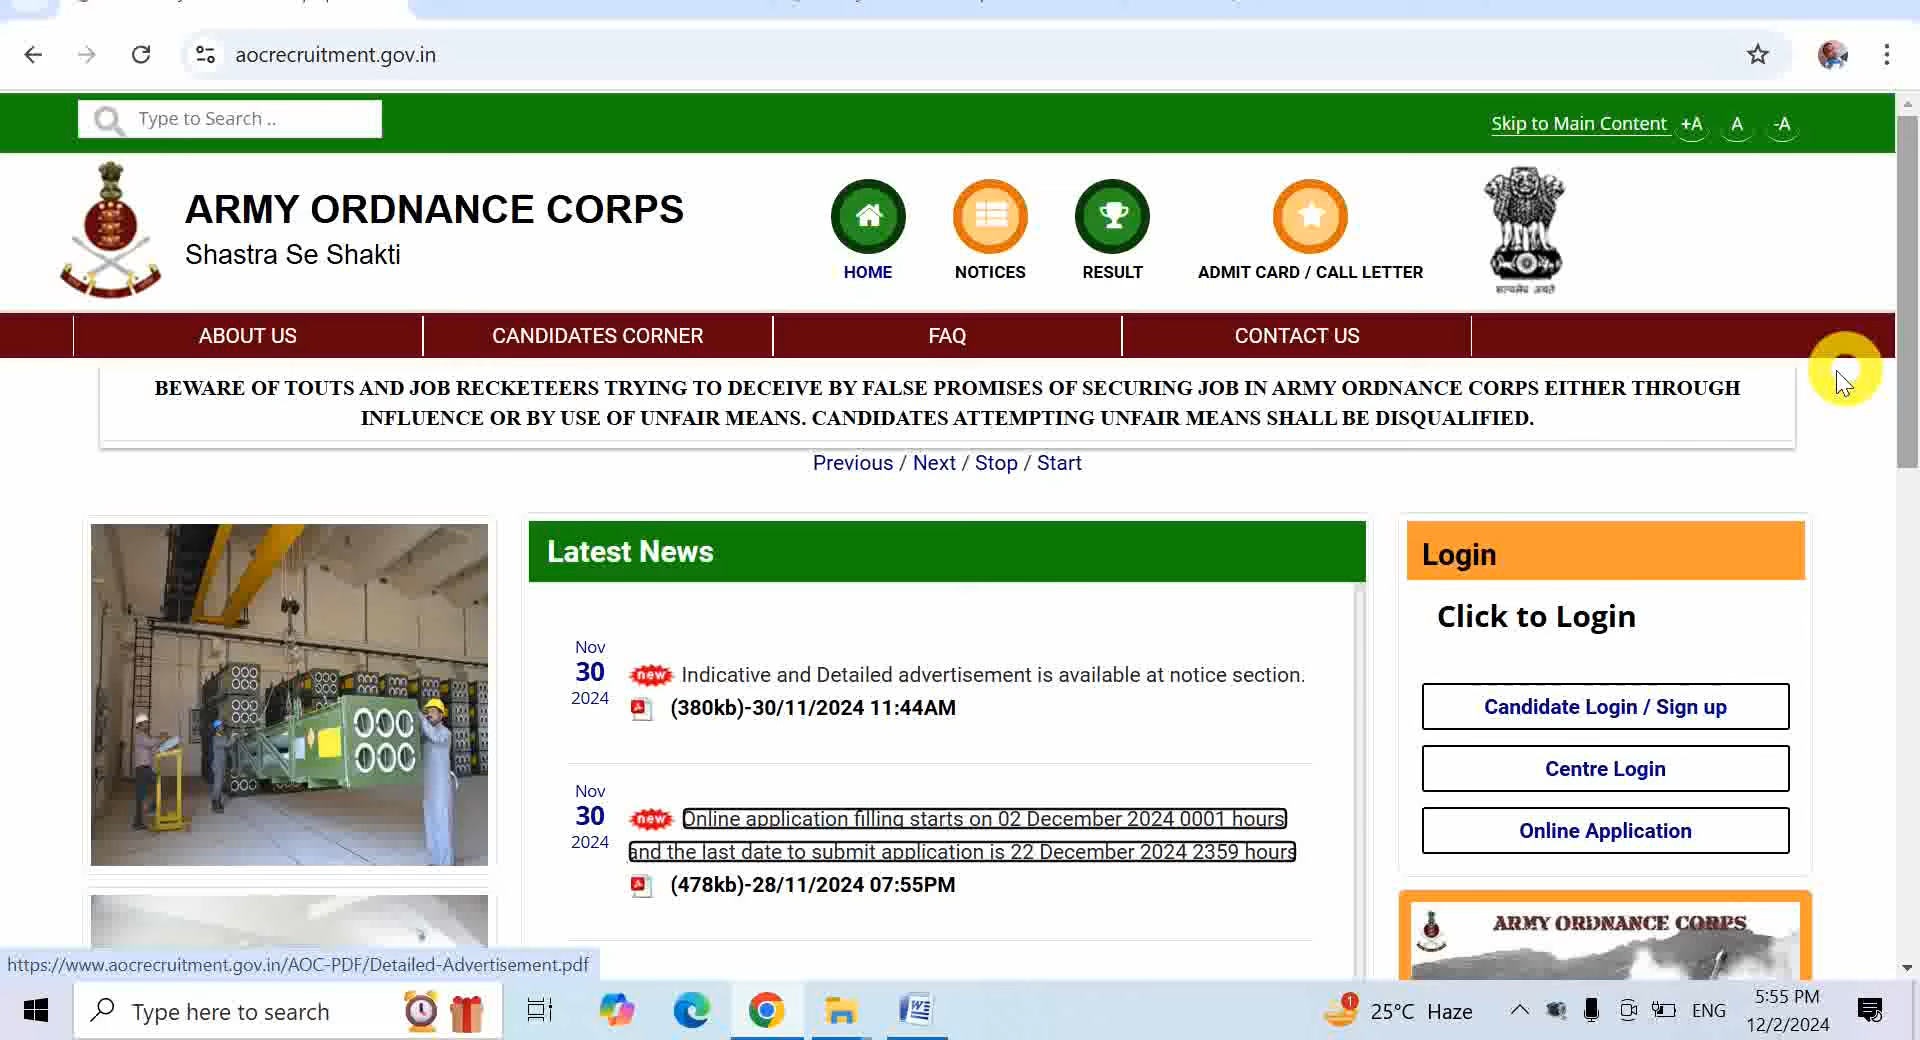 aocrecruitment.gov.in
Type to Search ..
Skip to Main Content +A A -A
ARMY ORDNANCE CORPS
Shastra Se Shakti
HOME
NOTICES
RESULT
ADMIT CARD / CALL LETTER
सत्यमेव जयते
ABOUT US
CANDIDATES CORNER
FAQ
CONTACT US
BEWARE OF TOUTS AND JOB RECKETEERS TRYING TO DECEIVE BY FALSE PROMISES OF SECURING JOB IN ARMY ORDNANCE CORPS EITHER THROUGH
INFLUENCE OR BY USE OF UNFAIR MEANS. CANDIDATES ATTEMPTING UNFAIR MEANS SHALL BE DISQUALIFIED.
Previous / Next / Stop / Start
Latest News
Nov
30
2024
new Indicative and Detailed advertisement is available at notice section.
(380kb)-30/11/2024 11:44AM
Nov
30
2024
new Online application filling starts on 02 December 2024 0001 hours
and the last date to submit application is 22 December 2024 2359 hours
(478kb)-28/11/2024 07:55PM
Login
Click to Login
Candidate Login / Sign up
Centre Login
Online Application
ARMY ORDNANCE CORPS
https://www.aocrecruitment.gov.in/AOC-PDF/Detailed-Advertisement.pdf
Type here to search
1
25°C Haze
ENG
5:55 PM
12/2/2024